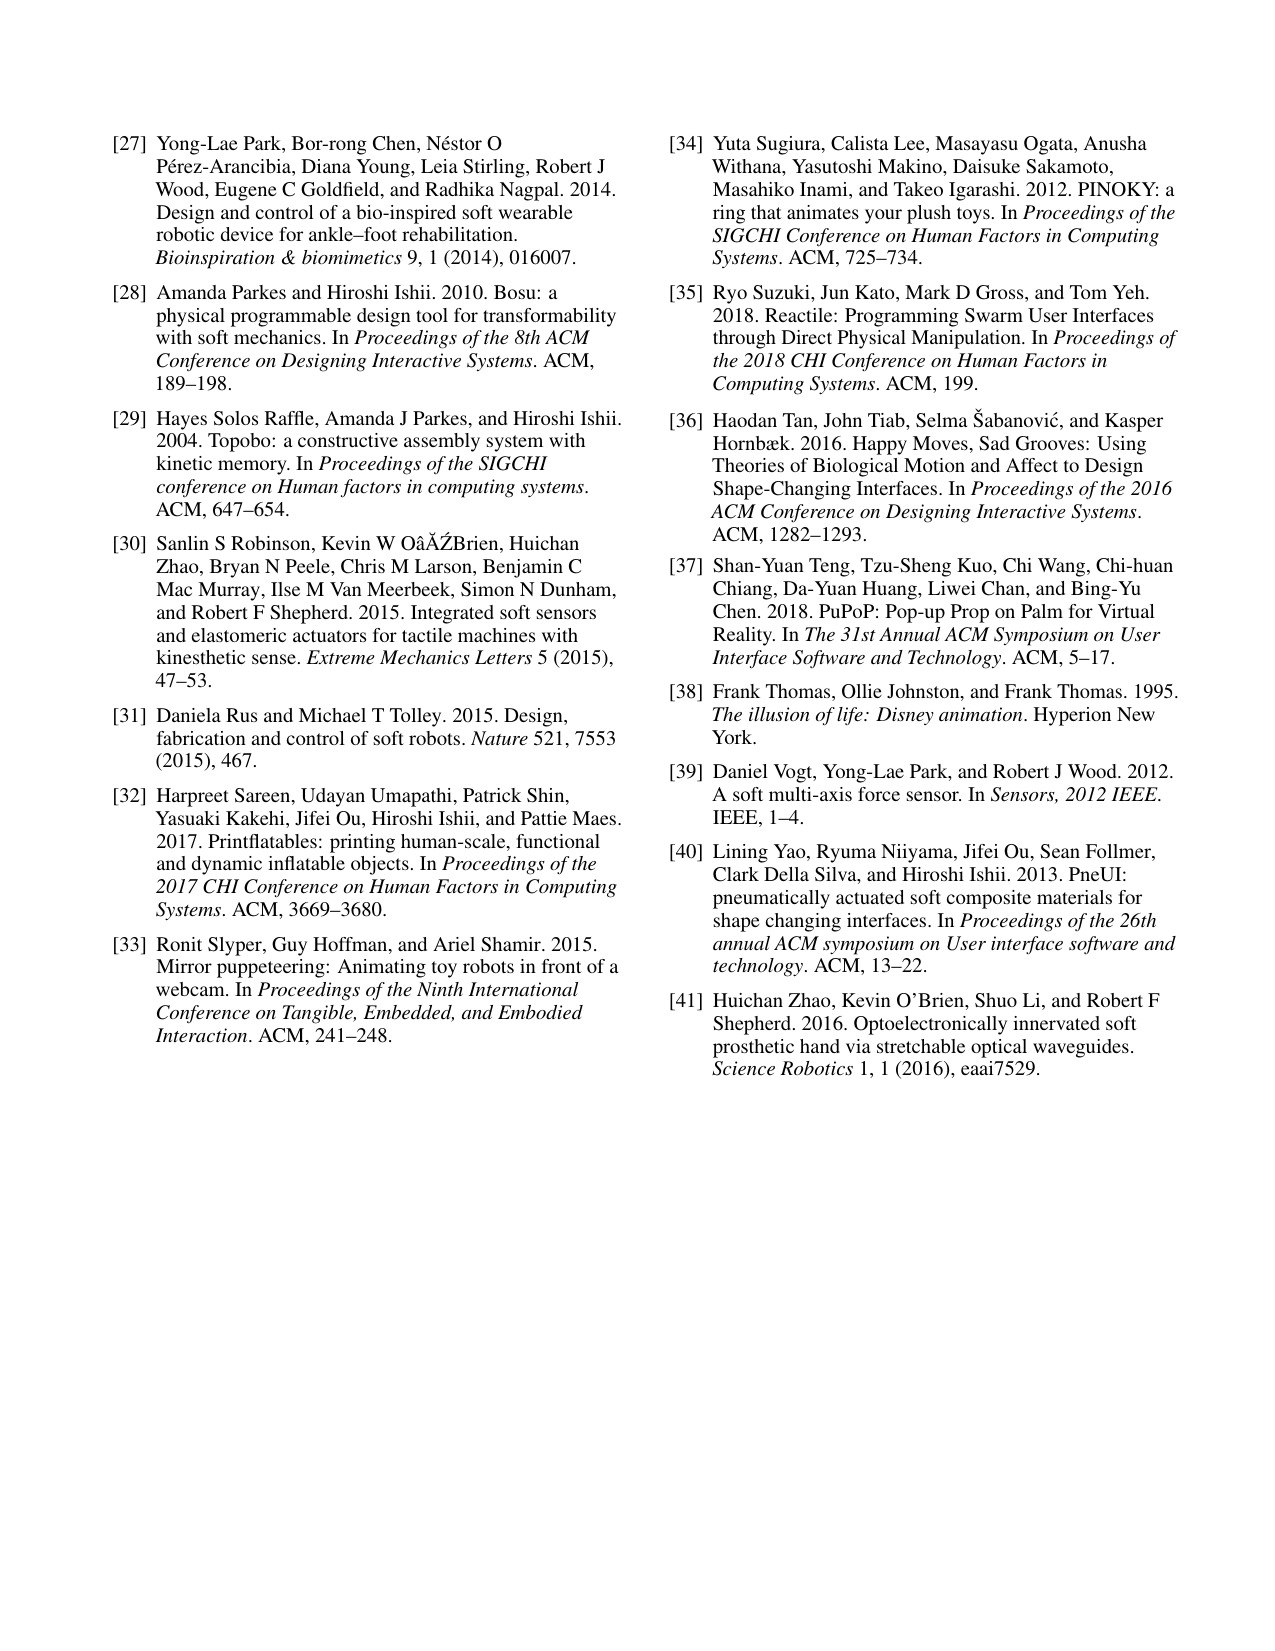 [27] Yong-Lae Park, Bor-rong Chen, Néstor O
Pérez-Arancibia, Diana Young, Leia Stirling, Robert J
Wood, Eugene C Goldfield, and Radhika Nagpal. 2014.
Design and control of a bio-inspired soft wearable
robotic device for ankle–foot rehabilitation.
Bioinspiration & biomimetics 9, 1 (2014), 016007.
[28] Amanda Parkes and Hiroshi Ishii. 2010. Bosu: a
physical programmable design tool for transformability
with soft mechanics. In Proceedings of the 8th ACM
Conference on Designing Interactive Systems. ACM,
189–198.
[29] Hayes Solos Raffle, Amanda J Parkes, and Hiroshi Ishii.
2004. Topobo: a constructive assembly system with
kinetic memory. In Proceedings of the SIGCHI
conference on Human factors in computing systems.
ACM, 647–654.
[30] Sanlin S Robinson, Kevin W OâĂŹBrien, Huichan
Zhao, Bryan N Peele, Chris M Larson, Benjamin C
Mac Murray, Ilse M Van Meerbeek, Simon N Dunham,
and Robert F Shepherd. 2015. Integrated soft sensors
and elastomeric actuators for tactile machines with
kinesthetic sense. Extreme Mechanics Letters 5 (2015),
47–53.
[31] Daniela Rus and Michael T Tolley. 2015. Design,
fabrication and control of soft robots. Nature 521, 7553
(2015), 467.
[32] Harpreet Sareen, Udayan Umapathi, Patrick Shin,
Yasuaki Kakehi, Jifei Ou, Hiroshi Ishii, and Pattie Maes.
2017. Printflatables: printing human-scale, functional
and dynamic inflatable objects. In Proceedings of the
2017 CHI Conference on Human Factors in Computing
Systems. ACM, 3669–3680.
[33] Ronit Slyper, Guy Hoffman, and Ariel Shamir. 2015.
Mirror puppeteering: Animating toy robots in front of a
webcam. In Proceedings of the Ninth International
Conference on Tangible, Embedded, and Embodied
Interaction. ACM, 241–248.
[34] Yuta Sugiura, Calista Lee, Masayasu Ogata, Anusha
Withana, Yasutoshi Makino, Daisuke Sakamoto,
Masahiko Inami, and Takeo Igarashi. 2012. PINOKY: a
ring that animates your plush toys. In Proceedings of the
SIGCHI Conference on Human Factors in Computing
Systems. ACM, 725–734.
[35] Ryo Suzuki, Jun Kato, Mark D Gross, and Tom Yeh.
2018. Reactile: Programming Swarm User Interfaces
through Direct Physical Manipulation. In Proceedings of
the 2018 CHI Conference on Human Factors in
Computing Systems. ACM, 199.
[36] Haodan Tan, John Tiab, Selma Šabanović, and Kasper
Hornbæk. 2016. Happy Moves, Sad Grooves: Using
Theories of Biological Motion and Affect to Design
Shape-Changing Interfaces. In Proceedings of the 2016
ACM Conference on Designing Interactive Systems.
ACM, 1282–1293.
[37] Shan-Yuan Teng, Tzu-Sheng Kuo, Chi Wang, Chi-huan
Chiang, Da-Yuan Huang, Liwei Chan, and Bing-Yu
Chen. 2018. PuPoP: Pop-up Prop on Palm for Virtual
Reality. In The 31st Annual ACM Symposium on User
Interface Software and Technology. ACM, 5–17.
[38] Frank Thomas, Ollie Johnston, and Frank Thomas. 1995.
The illusion of life: Disney animation. Hyperion New
York.
[39] Daniel Vogt, Yong-Lae Park, and Robert J Wood. 2012.
A soft multi-axis force sensor. In Sensors, 2012 IEEE.
IEEE, 1–4.
[40] Lining Yao, Ryuma Niiyama, Jifei Ou, Sean Follmer,
Clark Della Silva, and Hiroshi Ishii. 2013. PneUI:
pneumatically actuated soft composite materials for
shape changing interfaces. In Proceedings of the 26th
annual ACM symposium on User interface software and
technology. ACM, 13–22.
[41] Huichan Zhao, Kevin O’Brien, Shuo Li, and Robert F
Shepherd. 2016. Optoelectronically innervated soft
prosthetic hand via stretchable optical waveguides.
Science Robotics 1, 1 (2016), eaai7529.